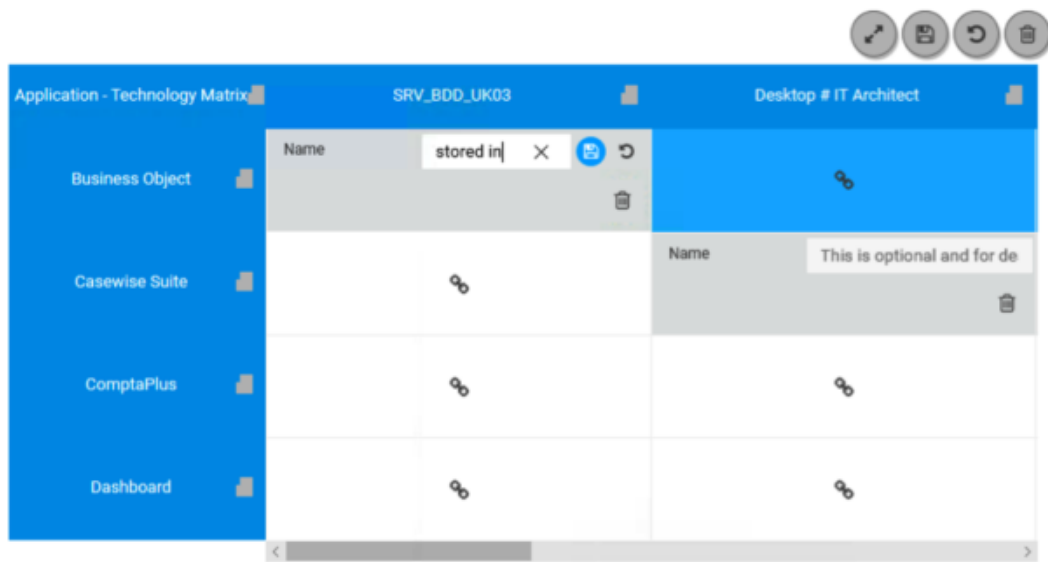 Application - Technology Matrix
SRV_BDD_UK03
Desktop # IT Architect
Business Object
Name
stored in
Casewise Suite
Name
This is optional and for de
ComptaPlus
Dashboard